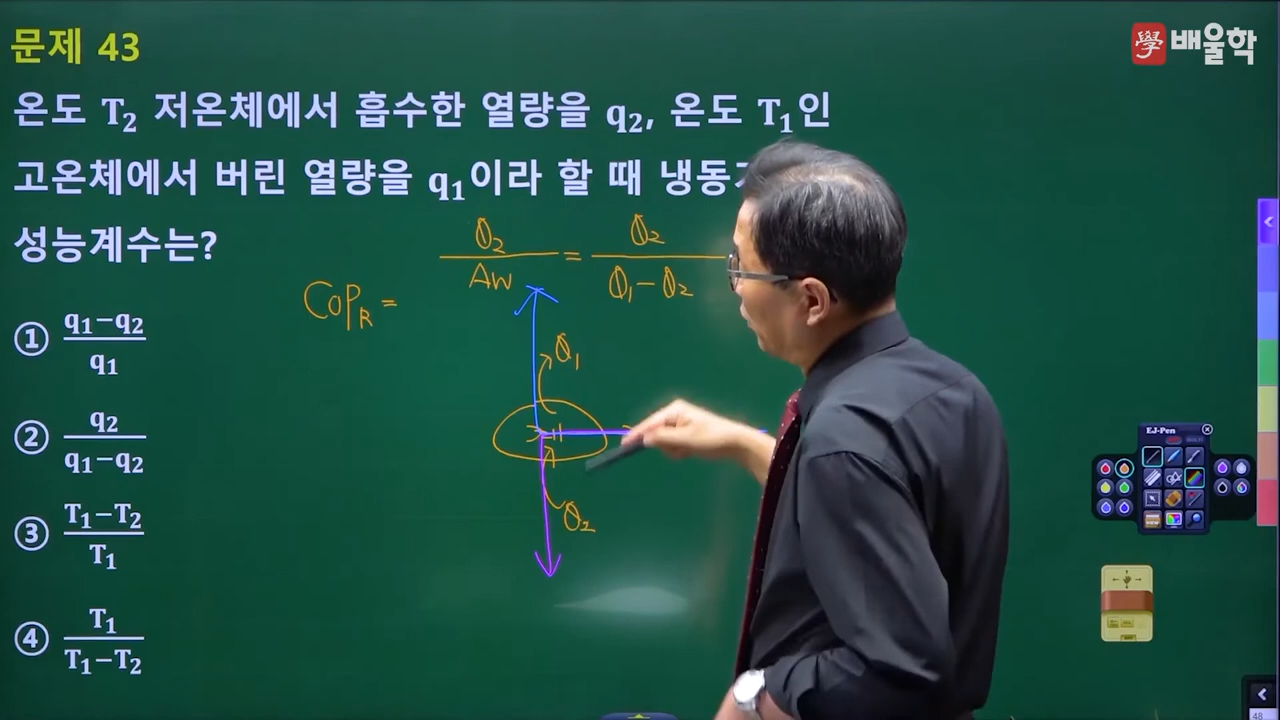 문제 43
學 배울학
온도 T₂ 저온체에서 흡수한 열량을 q₂, 온도 T₁인
고온체에서 버린 열량을 q₁이라 할 때 냉동
성능계수는?
COP_R = Q₂/AW = Q₂/(Q₁-Q₂)
① (q₁-q₂)/q₁
② q₂/(q₁-q₂)
③ (T₁-T₂)/T₁
④ T₁/(T₁-T₂)
Q₁
Q₂
EJ-Pen
48